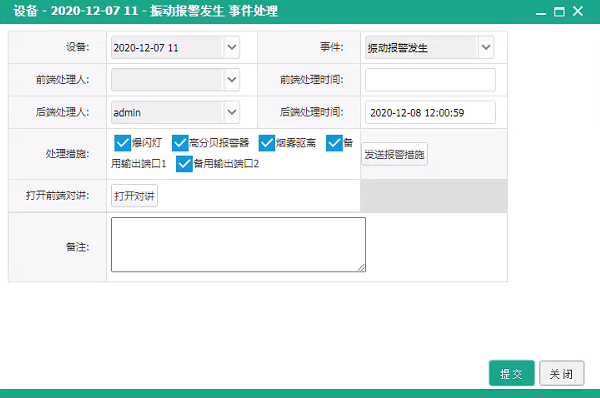 设备 - 2020-12-07 11 - 振动报警发生 事件处理
设备: 2020-12-07 11 事件: 振动报警发生
前端处理人: 前端处理时间:
后端处理人: admin 后端处理时间: 2020-12-08 12:00:59
处理措施: 爆闪灯 高分贝报警器 烟雾驱离 备
用输出端口1 备用输出端口2 发送报警措施
打开前端对讲: 打开对讲
备注:
提交 关闭